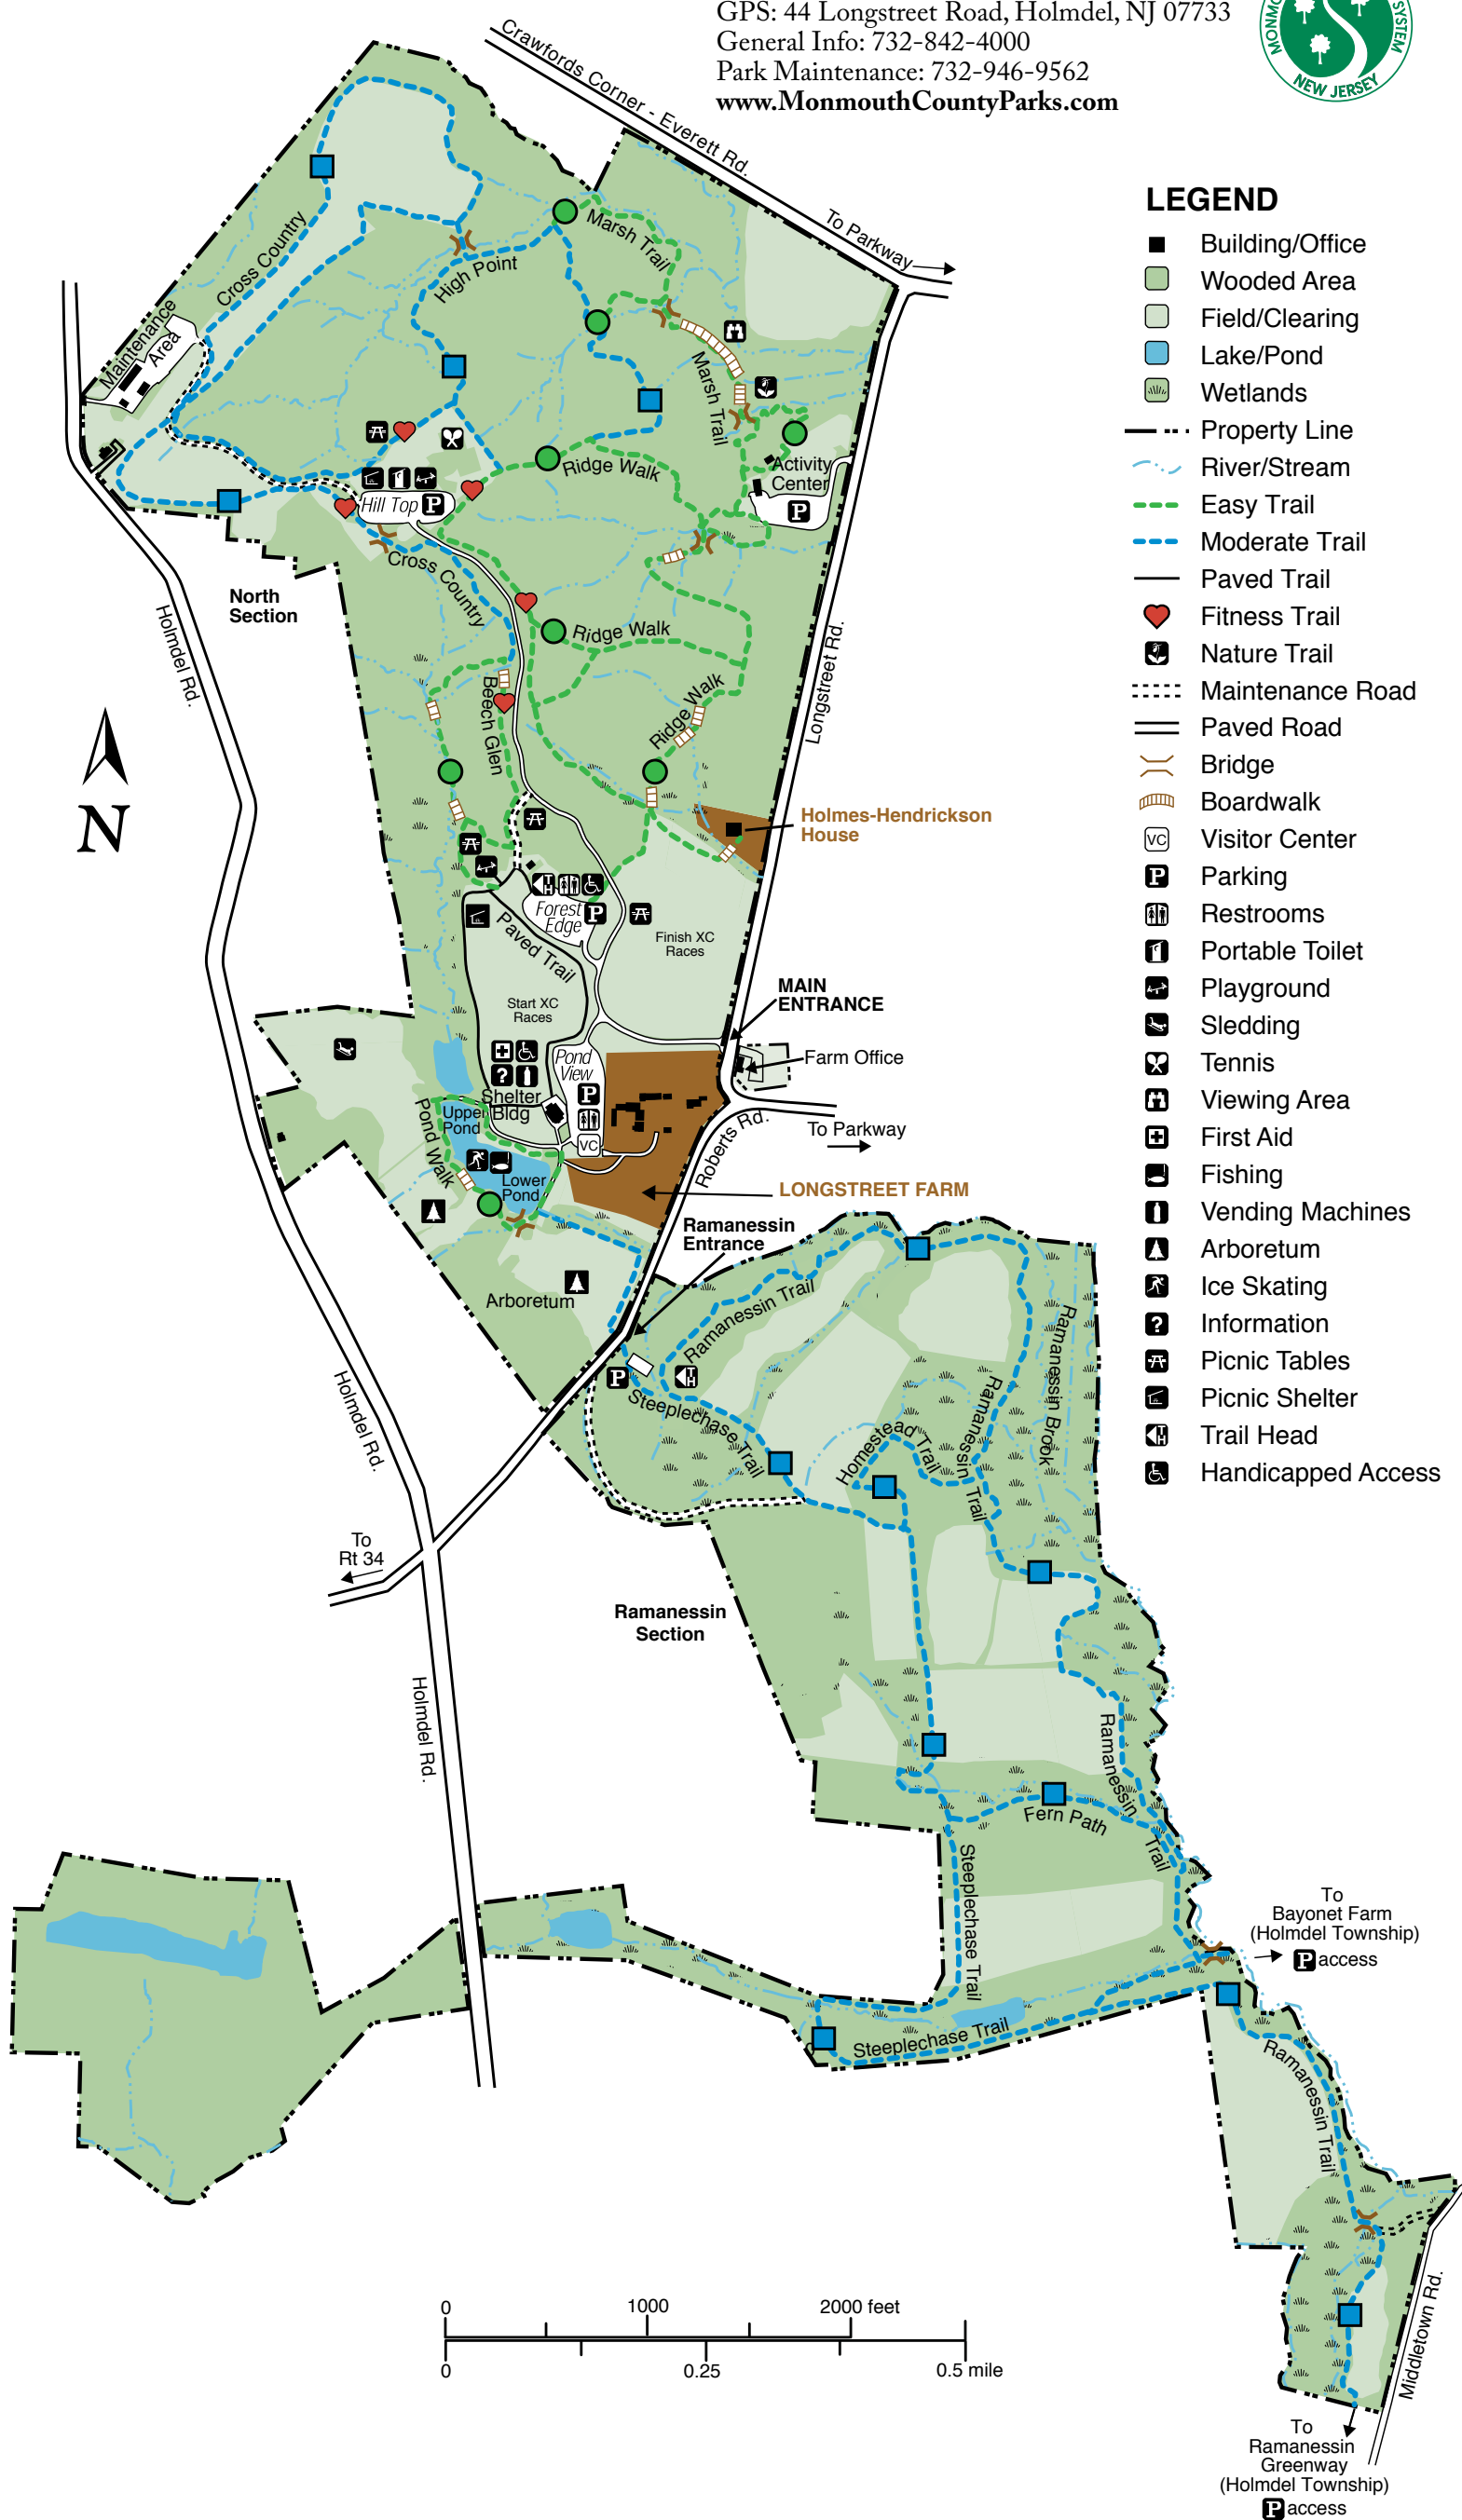 GPS: 44 Longstreet Road, Holmdel, NJ 07733
General Info: 732-842-4000
Park Maintenance: 732-946-9562
www.MonmouthCountyParks.com
SYSTEM
NEW JERSEY
Crawfords Corner - Everett Rd.
To Parkway
LEGEND
Building/Office
Wooded Area
Field/Clearing
Lake/Pond
Wetlands
Property Line
River/Stream
Easy Trail
Moderate Trail
Paved Trail
Fitness Trail
Nature Trail
Maintenance Road
Paved Road
Bridge
Boardwalk
VC
Visitor Center
P
Parking
Restrooms
Portable Toilet
Playground
Sledding
Tennis
Viewing Area
First Aid
Fishing
Vending Machines
Arboretum
Ice Skating
?
Information
Picnic Tables
Picnic Shelter
TH
Trail Head
Handicapped Access
Cross Country
Maintenance
Area
High Point
Marsh Trail
Marsh Trail
Ridge Walk
Activity
Center
P
Hill Top
P
Cross Country
North
Section
Holmdel Rd.
Ridge Walk
Longstreet Rd.
Beech Glen
Ridge Walk
N
Holmes-Hendrickson
House
TH
Forest
Edge
P
Paved Trail
Finish XC
Races
Start XC
Races
MAIN
ENTRANCE
Farm Office
Pond
View
P
?
Shelter
Bldg
VC
Upper
Pond
Pond Walk
Lower
Pond
Roberts Rd.
To Parkway
LONGSTREET FARM
Ramanessin
Entrance
Arboretum
P
TH
Ramanessin Trail
Steeplechase Trail
Homestead Trail
Ramanessin Trail
Ramanessin Brook
Holmdel Rd.
To
Rt 34
Ramanessin
Section
Holmdel Rd.
Ramanessin
Trail
Fern Path
Steeplechase Trail
Steeplechase Trail
To
Bayonet Farm
(Holmdel Township)
P access
Ramanessin Trail
Middletown Rd.
0
1000
2000 feet
0
0.25
0.5 mile
To
Ramanessin
Greenway
(Holmdel Township)
P access